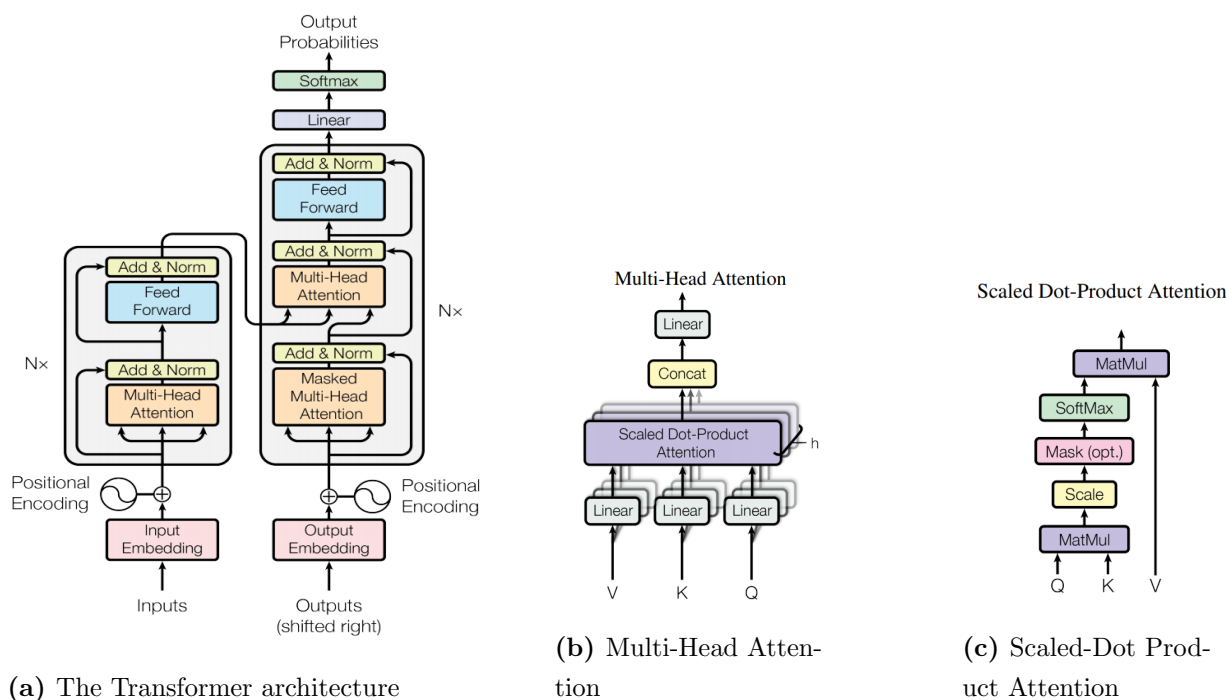 Output
Probabilities
Softmax
Linear
Add & Norm
Feed
Forward
Add & Norm
Multi-Head
Attention
Add & Norm
Masked
Multi-Head
Attention
N×
Add & Norm
Feed
Forward
Add & Norm
Multi-Head
Attention
N×
Positional
Encoding
Positional
Encoding
Input
Embedding
Output
Embedding
Inputs
Outputs
(shifted right)
(a) The Transformer architecture
Multi-Head Attention
Linear
Concat
Scaled Dot-Product
Attention
h
Linear
Linear
Linear
V
K
Q
(b) Multi-Head Atten-
tion
Scaled Dot-Product Attention
MatMul
SoftMax
Mask (opt.)
Scale
MatMul
Q
K
V
(c) Scaled-Dot Prod-
uct Attention